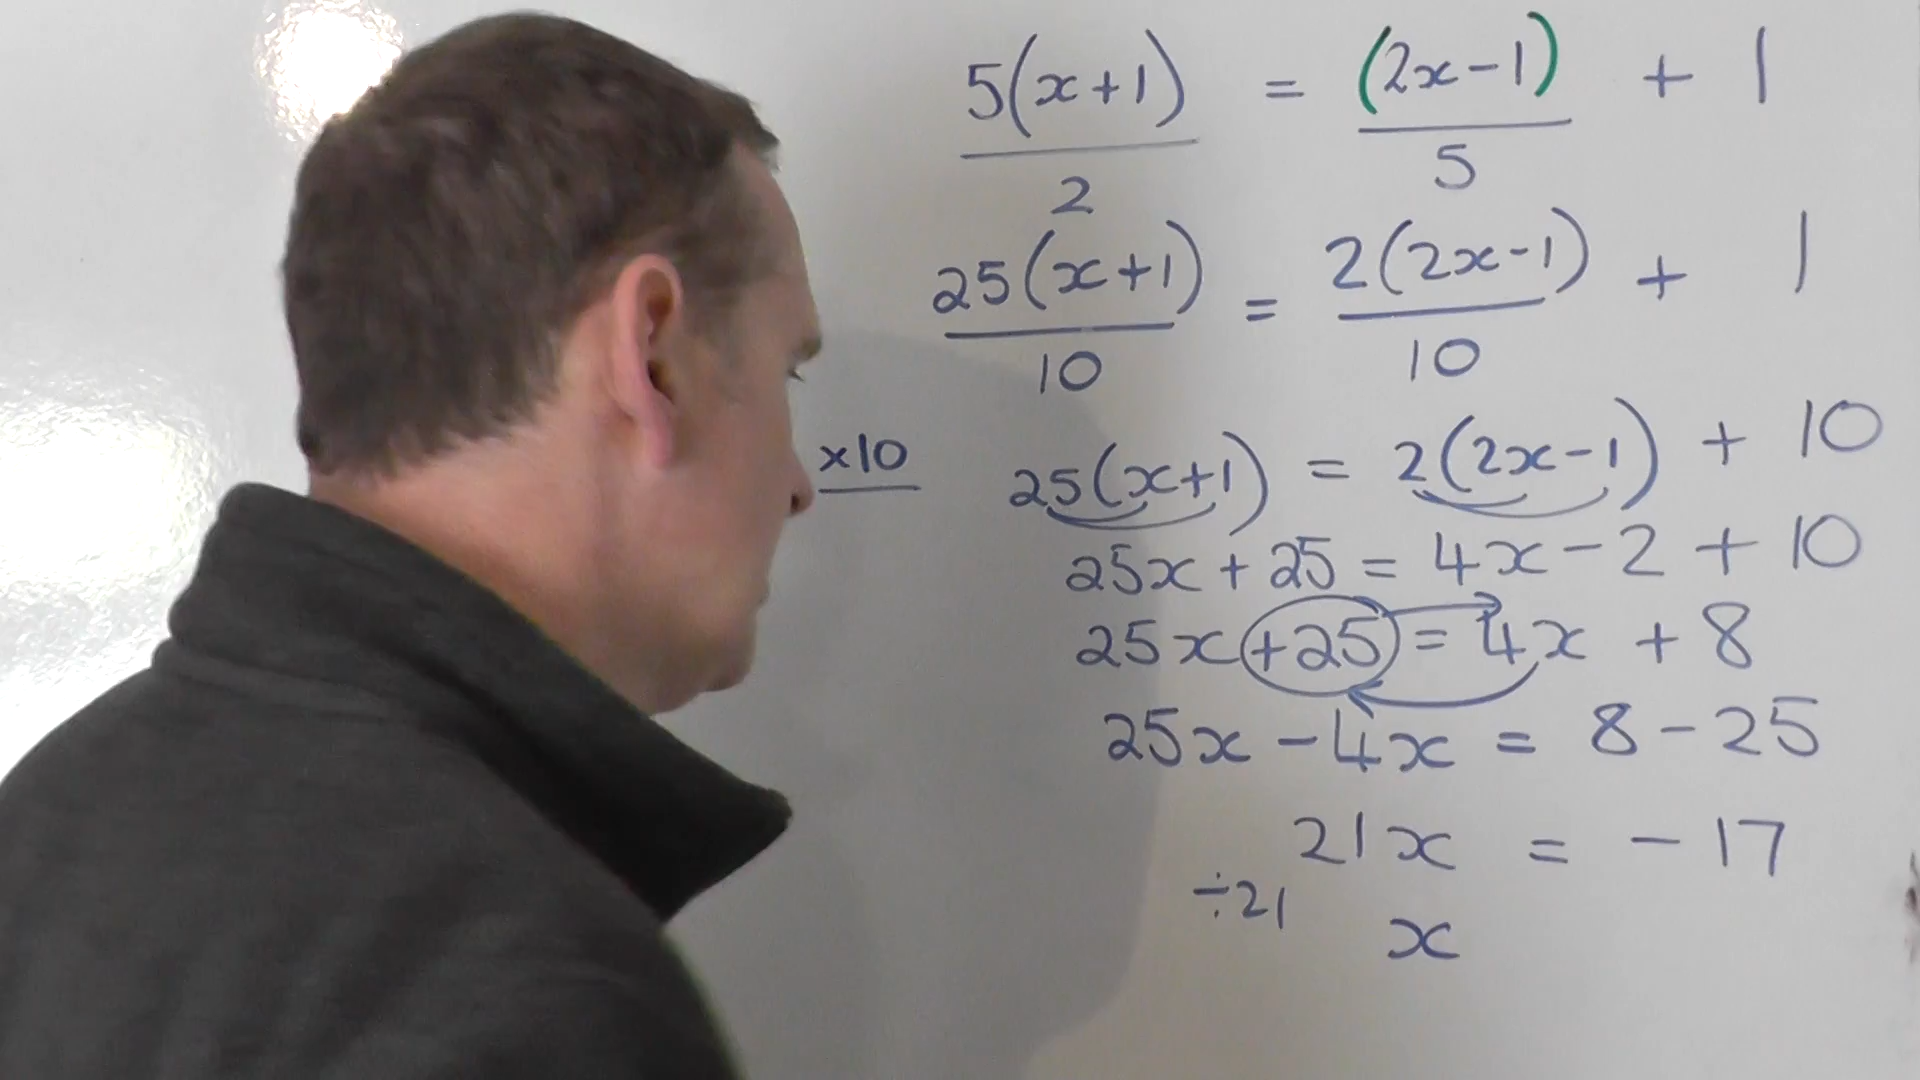 5(x+1)/2 = (2x-1)/5 + 1
25(x+1)/10 = 2(2x-1)/10 + 1
x10 25(x+1) = 2(2x-1) + 10
25x + 25 = 4x - 2 + 10
25x +25 = 4x + 8
25x - 4x = 8 - 25
21x = -17
÷21 x